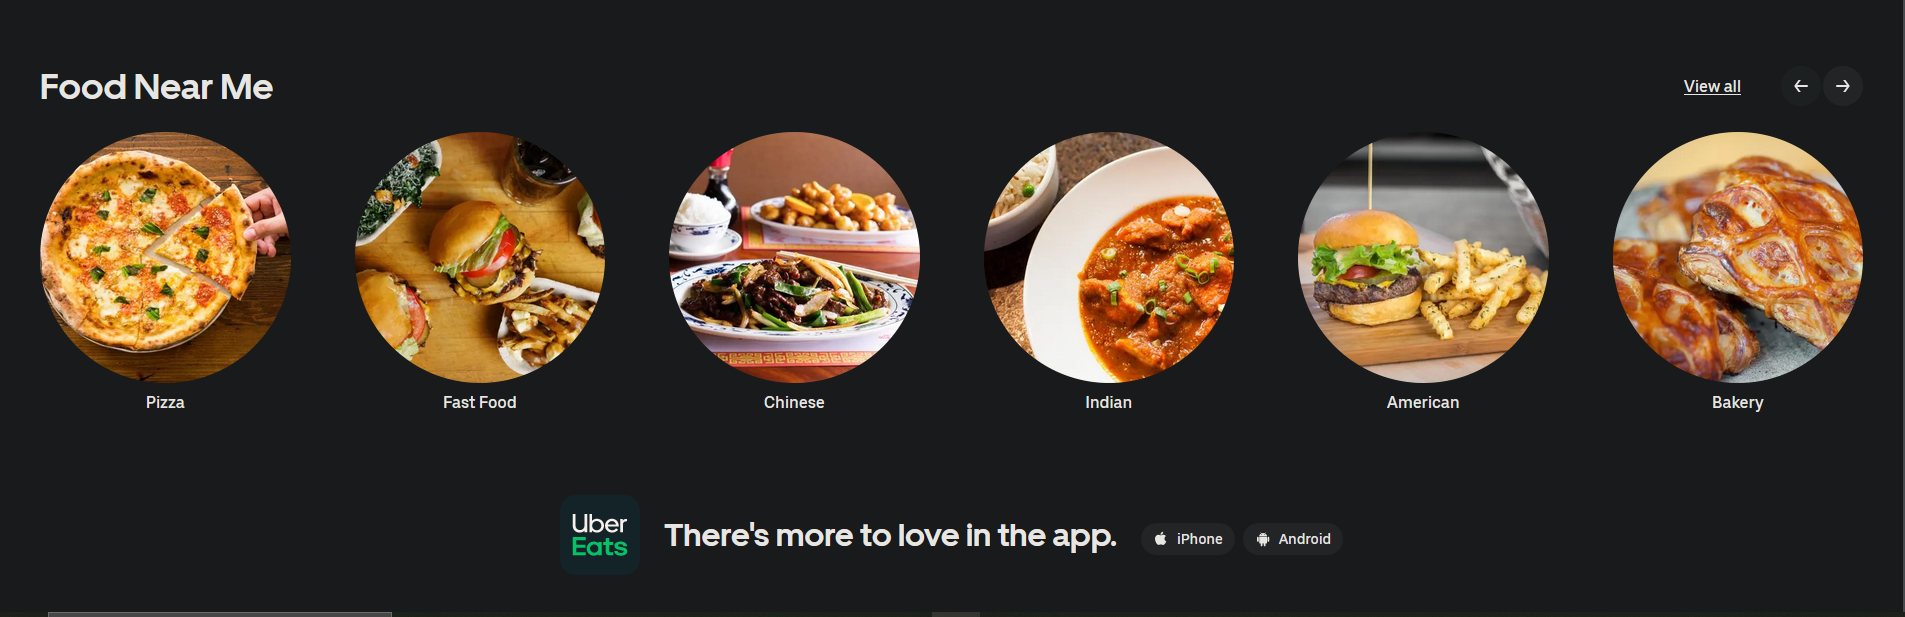 Food Near Me
View all
Pizza
Fast Food
Chinese
Indian
American
Bakery
Uber
Eats
There's more to love in the app.
iPhone
Android